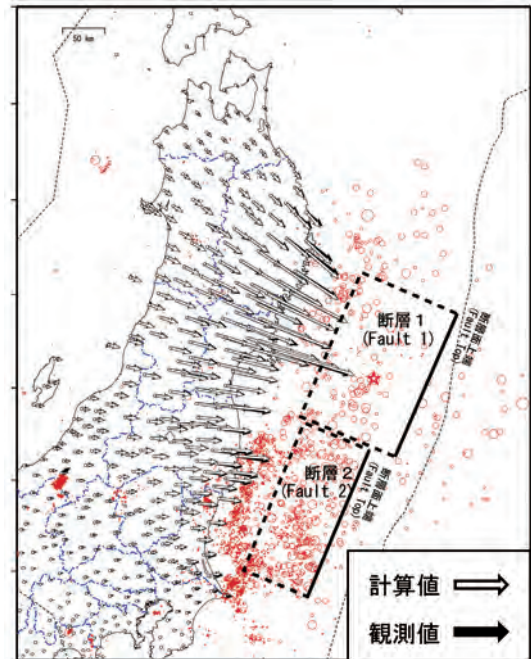 50 km
断層1
(Fault 1)
断層面上端
(Fault Top)
断層2
(Fault 2)
断層面上端
(Fault Top)
計算値
観測値